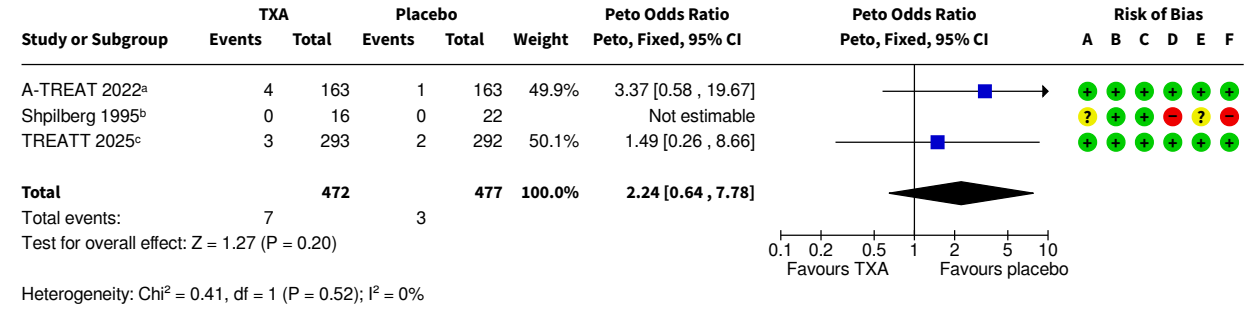 TXA Placebo Peto Odds Ratio Peto Odds Ratio Risk of Bias
Study or Subgroup Events Total Events Total Weight Peto, Fixed, 95% CI Peto, Fixed, 95% CI A B C D E F
A-TREAT 2022ᵃ 4 163 1 163 49.9% 3.37 [0.58 , 19.67] + + + + + +
Shpilberg 1995ᵇ 0 16 0 22 Not estimable ? + + − ? −
TREATT 2025ᶜ 3 293 2 292 50.1% 1.49 [0.26 , 8.66] + + + + + +
Total 472 477 100.0% 2.24 [0.64 , 7.78]
Total events: 7 3
Test for overall effect: Z = 1.27 (P = 0.20)
0.1 0.2 0.5 1 2 5 10
Favours TXA Favours placebo
Heterogeneity: Chi² = 0.41, df = 1 (P = 0.52); I² = 0%